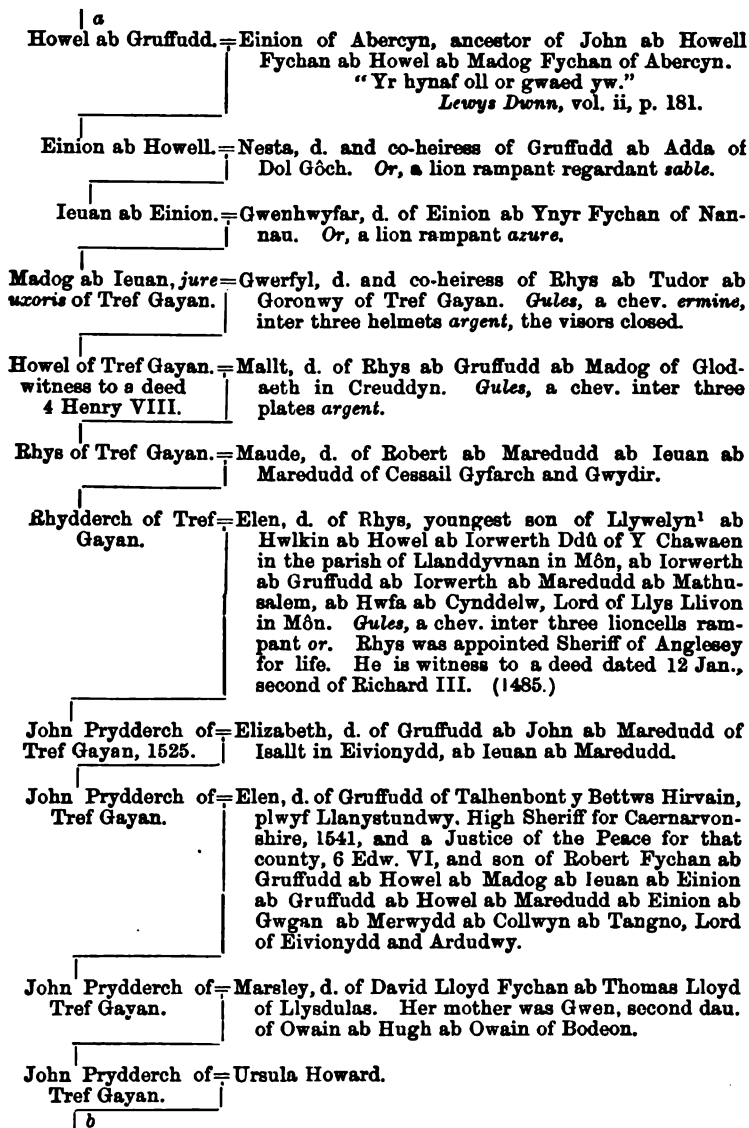 a
Howel ab Gruffudd.=Einion of Abercyn, ancestor of John ab Howell
Fychan ab Howel ab Madog Fychan of Abercyn.
"Yr hynaf oll or gwaed yw."
Lewys Dwnn, vol. ii, p. 181.
Einion ab Howell.=Nesta, d. and co-heiress of Gruffudd ab Adda of
Dol Gôch. Or, a lion rampant regardant sable.
Ieuan ab Einion.=Gwenhwyfar, d. of Einion ab Ynyr Fychan of Nan-
nau. Or, a lion rampant azure.
Madog ab Ieuan, jure=Gwerfyl, d. and co-heiress of Rhys ab Tudor ab
uxoris of Tref Gayan. Goronwy of Tref Gayan. Gules, a chev. ermine,
inter three helmets argent, the visors closed.
Howel of Tref Gayan.=Mallt, d. of Rhys ab Gruffudd ab Madog of Glod-
witness to a deed aeth in Creuddyn. Gules, a chev. inter three
4 Henry VIII. plates argent.
Rhys of Tref Gayan.=Maude, d. of Robert ab Maredudd ab Ieuan ab
Maredudd of Cessail Gyfarch and Gwydir.
Rhydderch of Tref=Elen, d. of Rhys, youngest son of Llywelyn¹ ab
Gayan. Hwlkin ab Howel ab Iorwerth Ddû of Y Chawaen
in the parish of Llanddyvnan in Môn, ab Iorwerth
ab Gruffudd ab Iorwerth ab Maredudd ab Mathu-
salem, ab Hwfa ab Cynddelw, Lord of Llys Llivon
in Môn. Gules, a chev. inter three lioncells ram-
pant or. Rhys was appointed Sheriff of Anglesey
for life. He is witness to a deed dated 12 Jan.,
second of Richard III. (1485.)
John Prydderch of=Elizabeth, d. of Gruffudd ab John ab Maredudd of
Tref Gayan, 1525. Isallt in Eivionydd, ab Ieuan ab Maredudd.
John Prydderch of=Elen, d. of Gruffudd of Talhenbont y Bettws Hirvain,
Tref Gayan. plwyf Llanystundwy. High Sheriff for Caernarvon-
shire, 1541, and a Justice of the Peace for that
county, 6 Edw. VI, and son of Robert Fychan ab
Gruffudd ab Howel ab Madog ab Ieuan ab Einion
ab Gruffudd ab Howel ab Maredudd ab Einion ab
Gwgan ab Merwydd ab Collwyn ab Tangno, Lord
of Eivionydd and Ardudwy.
John Prydderch of=Marsley, d. of David Lloyd Fychan ab Thomas Lloyd
Tref Gayan. of Llysdulas. Her mother was Gwen, second dau.
of Owain ab Hugh ab Owain of Bodeon.
John Prydderch of=Ursula Howard.
Tref Gayan.
b